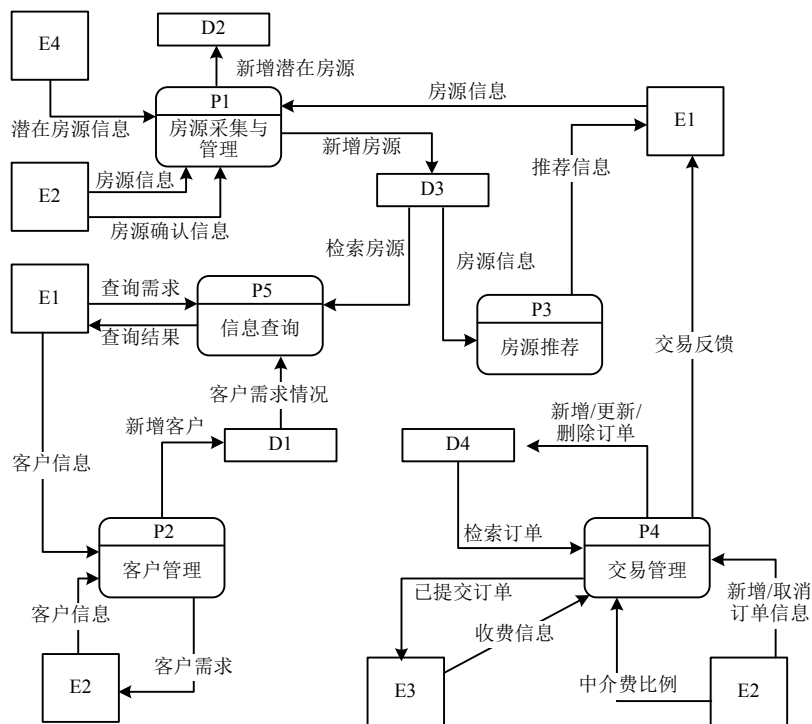 D2
E4
新增潜在房源
P1
房源采集与
管理
潜在房源信息
房源信息
E1
新增房源
推荐信息
E2
房源信息
房源确认信息
D3
检索房源
房源信息
E1
查询需求
查询结果
P5
信息查询
P3
房源推荐
交易反馈
客户需求情况
新增客户
D1
D4
新增/更新/
删除订单
客户信息
P2
客户管理
检索订单
P4
交易管理
客户信息
客户需求
E2
已提交订单
收费信息
新增/取消
订单信息
E3
中介费比例
E2